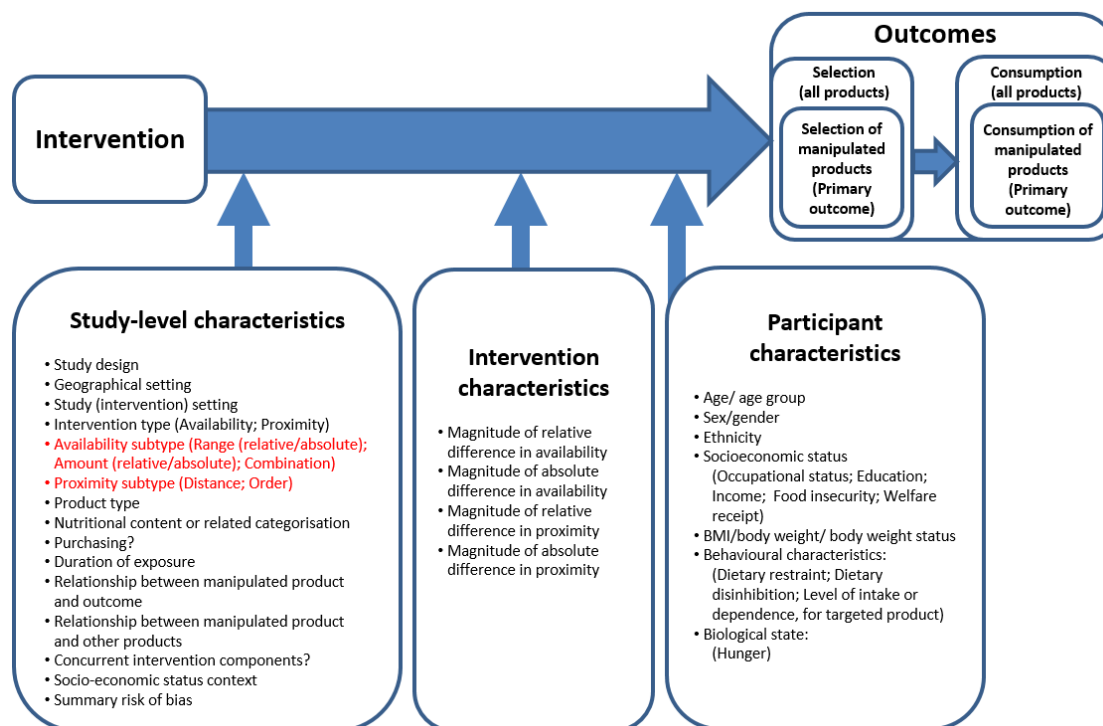 Outcomes
Selection
(all products)
Consumption
(all products)
Intervention
Selection of
manipulated
products
(Primary
outcome)
Consumption of
manipulated
products
(Primary
outcome)
Study-level characteristics
• Study design
• Geographical setting
• Study (intervention) setting
• Intervention type (Availability; Proximity)
• Availability subtype (Range (relative/absolute);
Amount (relative/absolute); Combination)
• Proximity subtype (Distance; Order)
• Product type
• Nutritional content or related categorisation
• Purchasing?
• Duration of exposure
• Relationship between manipulated product
and outcome
• Relationship between manipulated product
and other products
• Concurrent intervention components?
• Socio-economic status context
• Summary risk of bias
Intervention
characteristics
• Magnitude of relative
difference in availability
• Magnitude of absolute
difference in availability
• Magnitude of relative
difference in proximity
• Magnitude of absolute
difference in proximity
Participant
characteristics
• Age/ age group
• Sex/gender
• Ethnicity
• Socioeconomic status
(Occupational status; Education;
Income; Food insecurity; Welfare
receipt)
• BMI/body weight/ body weight status
• Behavioural characteristics:
(Dietary restraint; Dietary
disinhibition; Level of intake or
dependence, for targeted product)
• Biological state:
(Hunger)